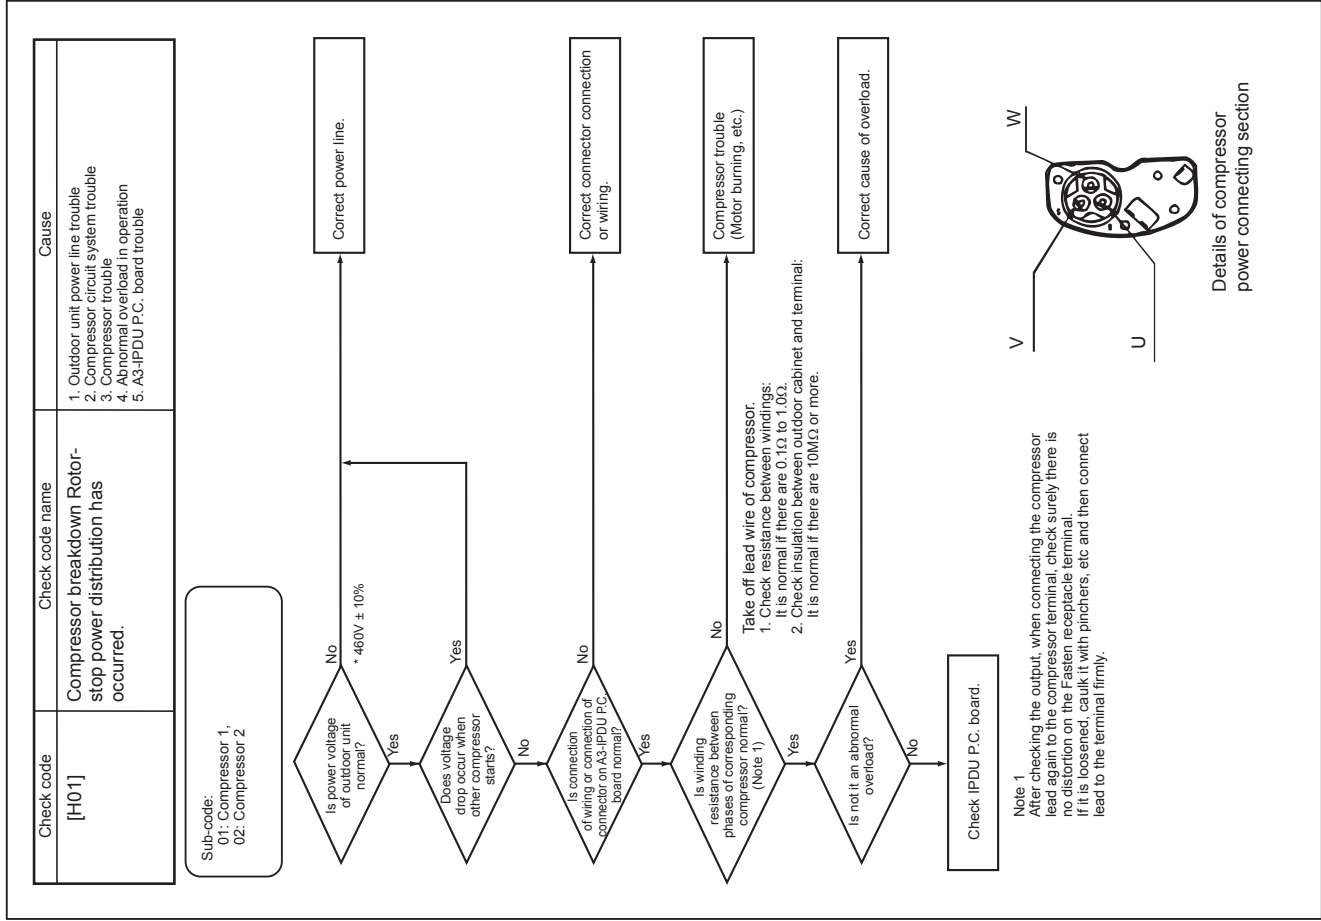 Check code
Check code name
Cause
[H01]
Compressor breakdown Rotor-
stop power distribution has
occurred.
1. Outdoor unit power line trouble
2. Compressor circuit system trouble
3. Compressor trouble
4. Abnormal overload in operation
5. A3-IPDU P.C. board trouble
Sub-code:
01: Compressor 1,
02: Compressor 2
Is power voltage
of outdoor unit
normal?
No
* 460V ± 10%
Correct power line.
Yes
Does voltage
drop occur when
other compressor
starts?
Yes
No
Is connection
of wiring or connection of
connector on A3-IPDU P.C.
board normal?
No
Correct connector connection
or wiring.
Yes
Is winding
resistance between
phases of corresponding
compressor normal?
(Note 1)
No
Compressor trouble
(Motor burning, etc.)
Take off lead wire of compressor.
1. Check resistance between windings:
It is normal if there are 0.1Ω to 1.0Ω.
2. Check insulation between outdoor cabinet and terminal:
It is normal if there are 10MΩ or more.
Yes
Is not it an abnormal
overload?
Yes
Correct cause of overload.
No
Check IPDU P.C. board.
Note 1
After checking the output, when connecting the compressor
lead again to the compressor terminal, check surely there is
no distortion on the Fasten receptacle terminal.
If it is loosened, caulk it with pinchers, etc and then connect
lead to the terminal firmly.
V
W
U
Details of compressor
power connecting section